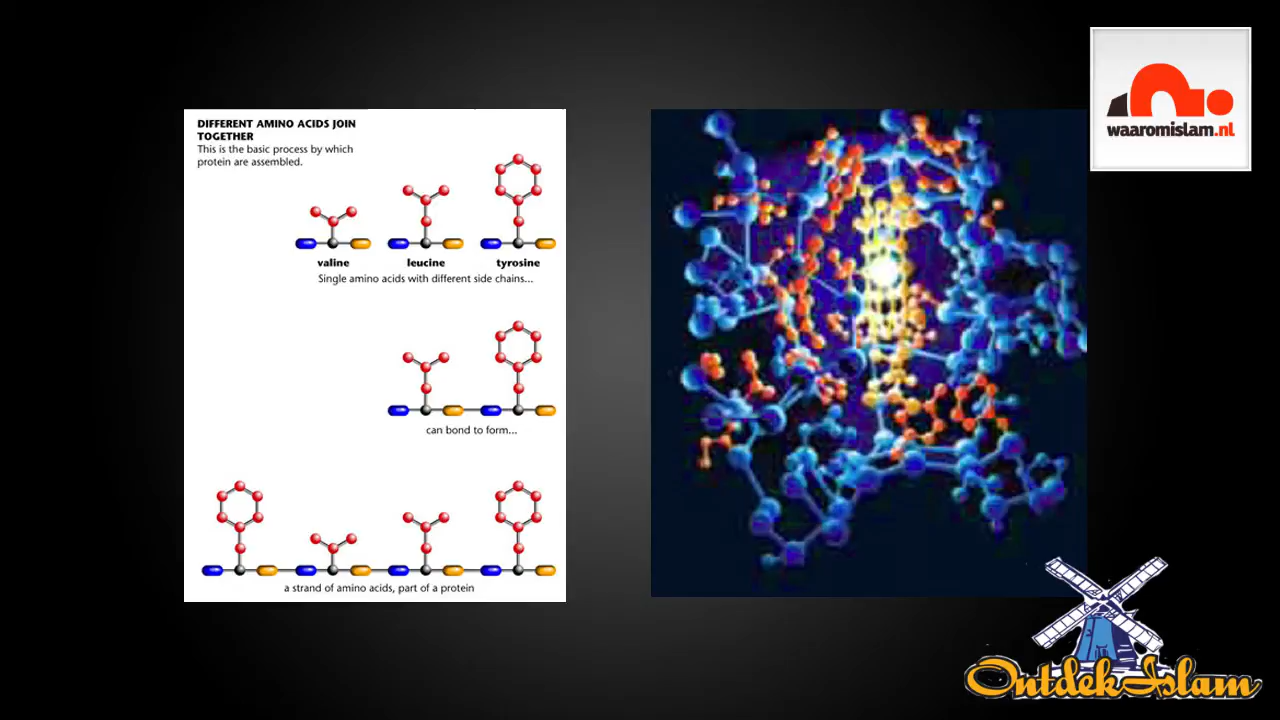 DIFFERENT AMINO ACIDS JOIN
TOGETHER
This is the basic process by which
protein are assembled.
valine
leucine
tyrosine
Single amino acids with different side chains...
can bond to form...
a strand of amino acids, part of a protein
waaromislam.nl
Ontdek Islam